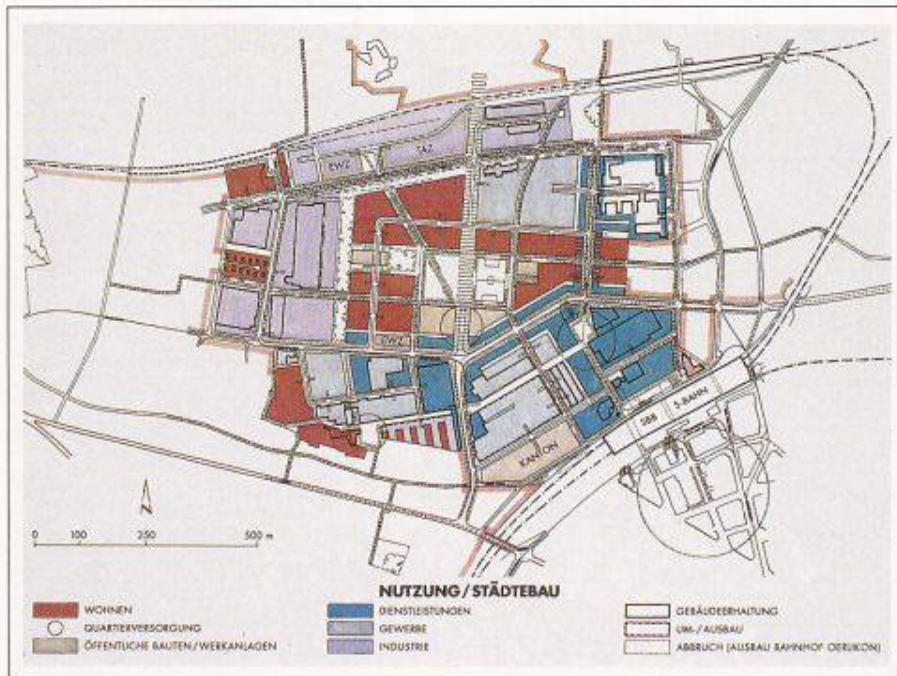 EWZ
TAZ
EWZ
KANTON
SBB S-BAHN
0 100 250 500 m
NUTZUNG/STÄDTEBAU
WOHNEN
QUARTIERVERSORGUNG
ÖFFENTLICHE BAUTEN/WERKANLAGEN
DIENSTLEISTUNGEN
GEWERBE
INDUSTRIE
GEBÄUDEERHALTUNG
UM-/AUSBAU
ABBRUCH (AUSBAU BAHNHOF OERLIKON)